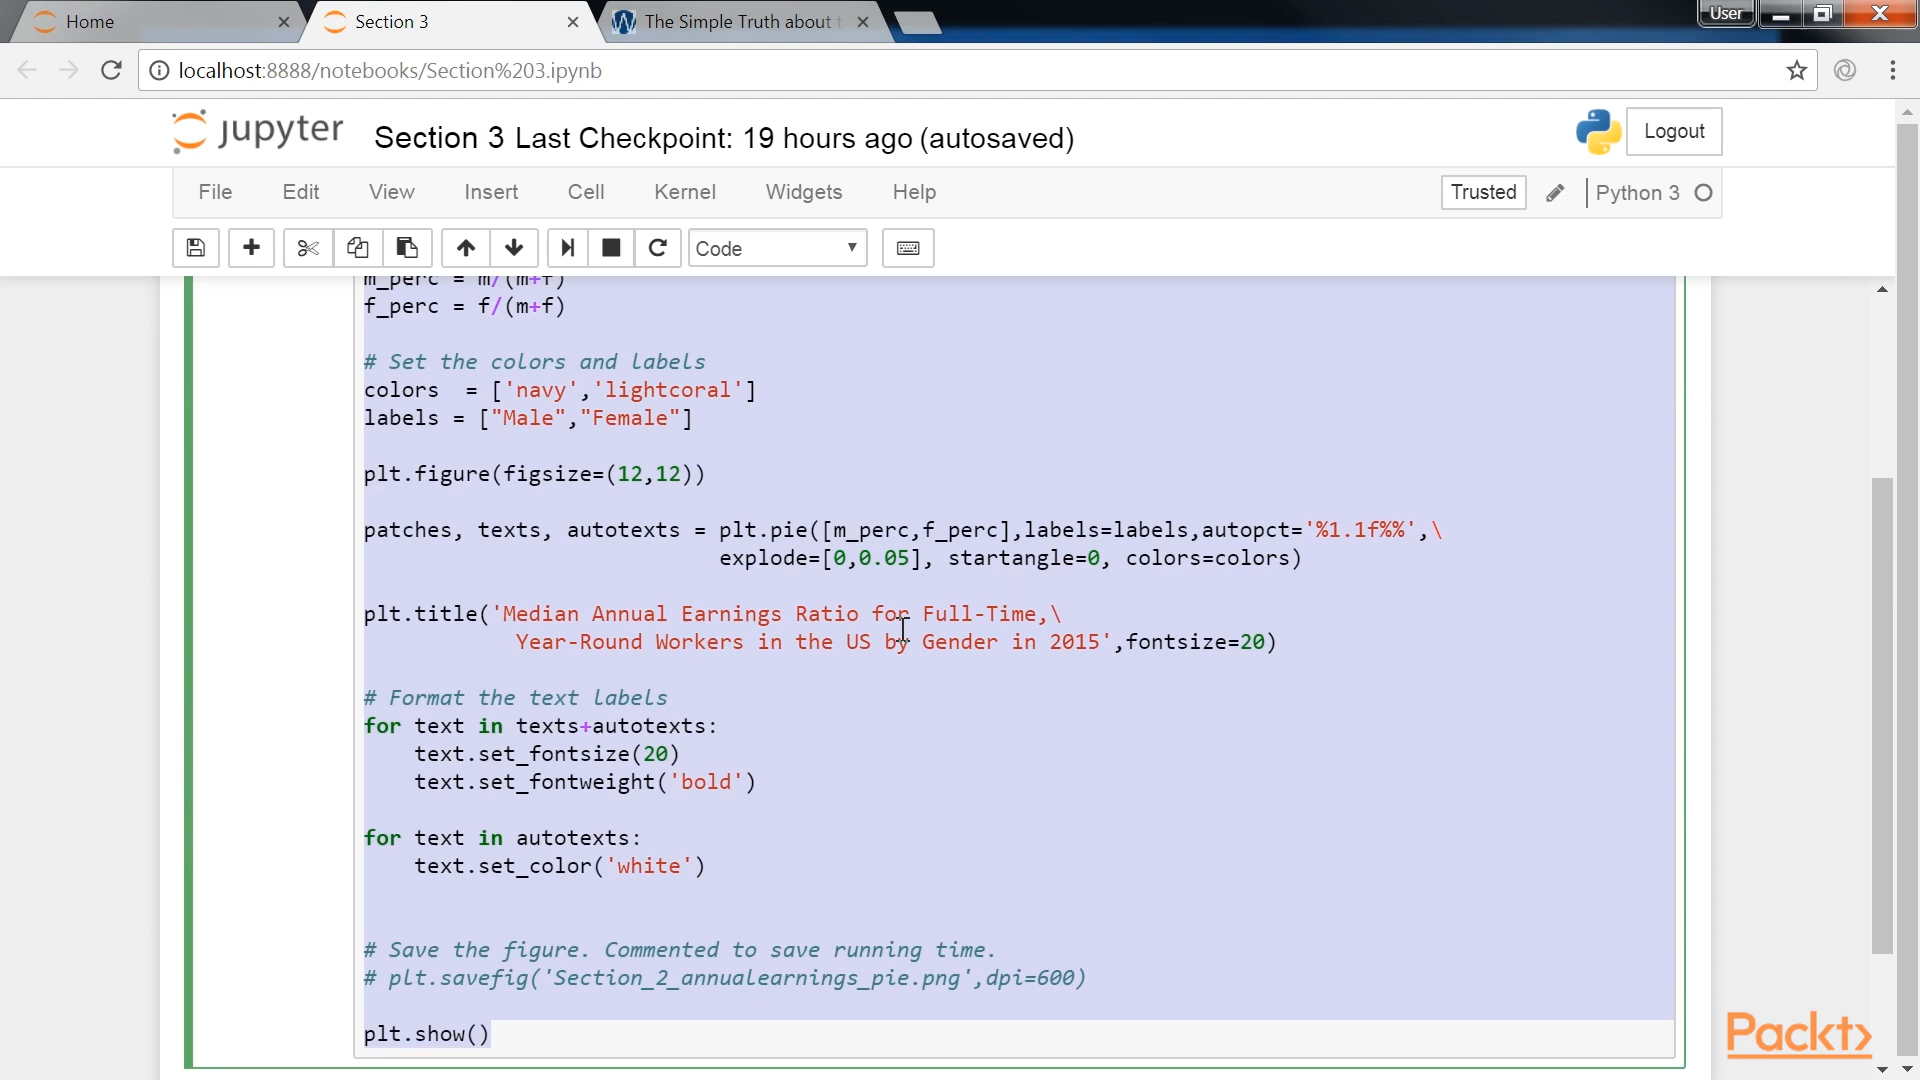 Home
Section 3
The Simple Truth about t
User
localhost:8888/notebooks/Section%203.ipynb
jupyter
Section 3 Last Checkpoint: 19 hours ago (autosaved)
Logout
File Edit View Insert Cell Kernel Widgets Help
Trusted
Python 3
Code
m_perc = m/(m+f)
f_perc = f/(m+f)
# Set the colors and labels
colors  = ['navy','lightcoral']
labels = ["Male","Female"]
plt.figure(figsize=(12,12))
patches, texts, autotexts = plt.pie([m_perc,f_perc],labels=labels,autopct='%1.1f%%',\
explode=[0,0.05], startangle=0, colors=colors)
plt.title('Median Annual Earnings Ratio for Full-Time,\
Year-Round Workers in the US by Gender in 2015',fontsize=20)
# Format the text labels
for text in texts+autotexts:
    text.set_fontsize(20)
    text.set_fontweight('bold')
for text in autotexts:
    text.set_color('white')
# Save the figure. Commented to save running time.
# plt.savefig('Section_2_annualearnings_pie.png',dpi=600)
plt.show()
Packt>